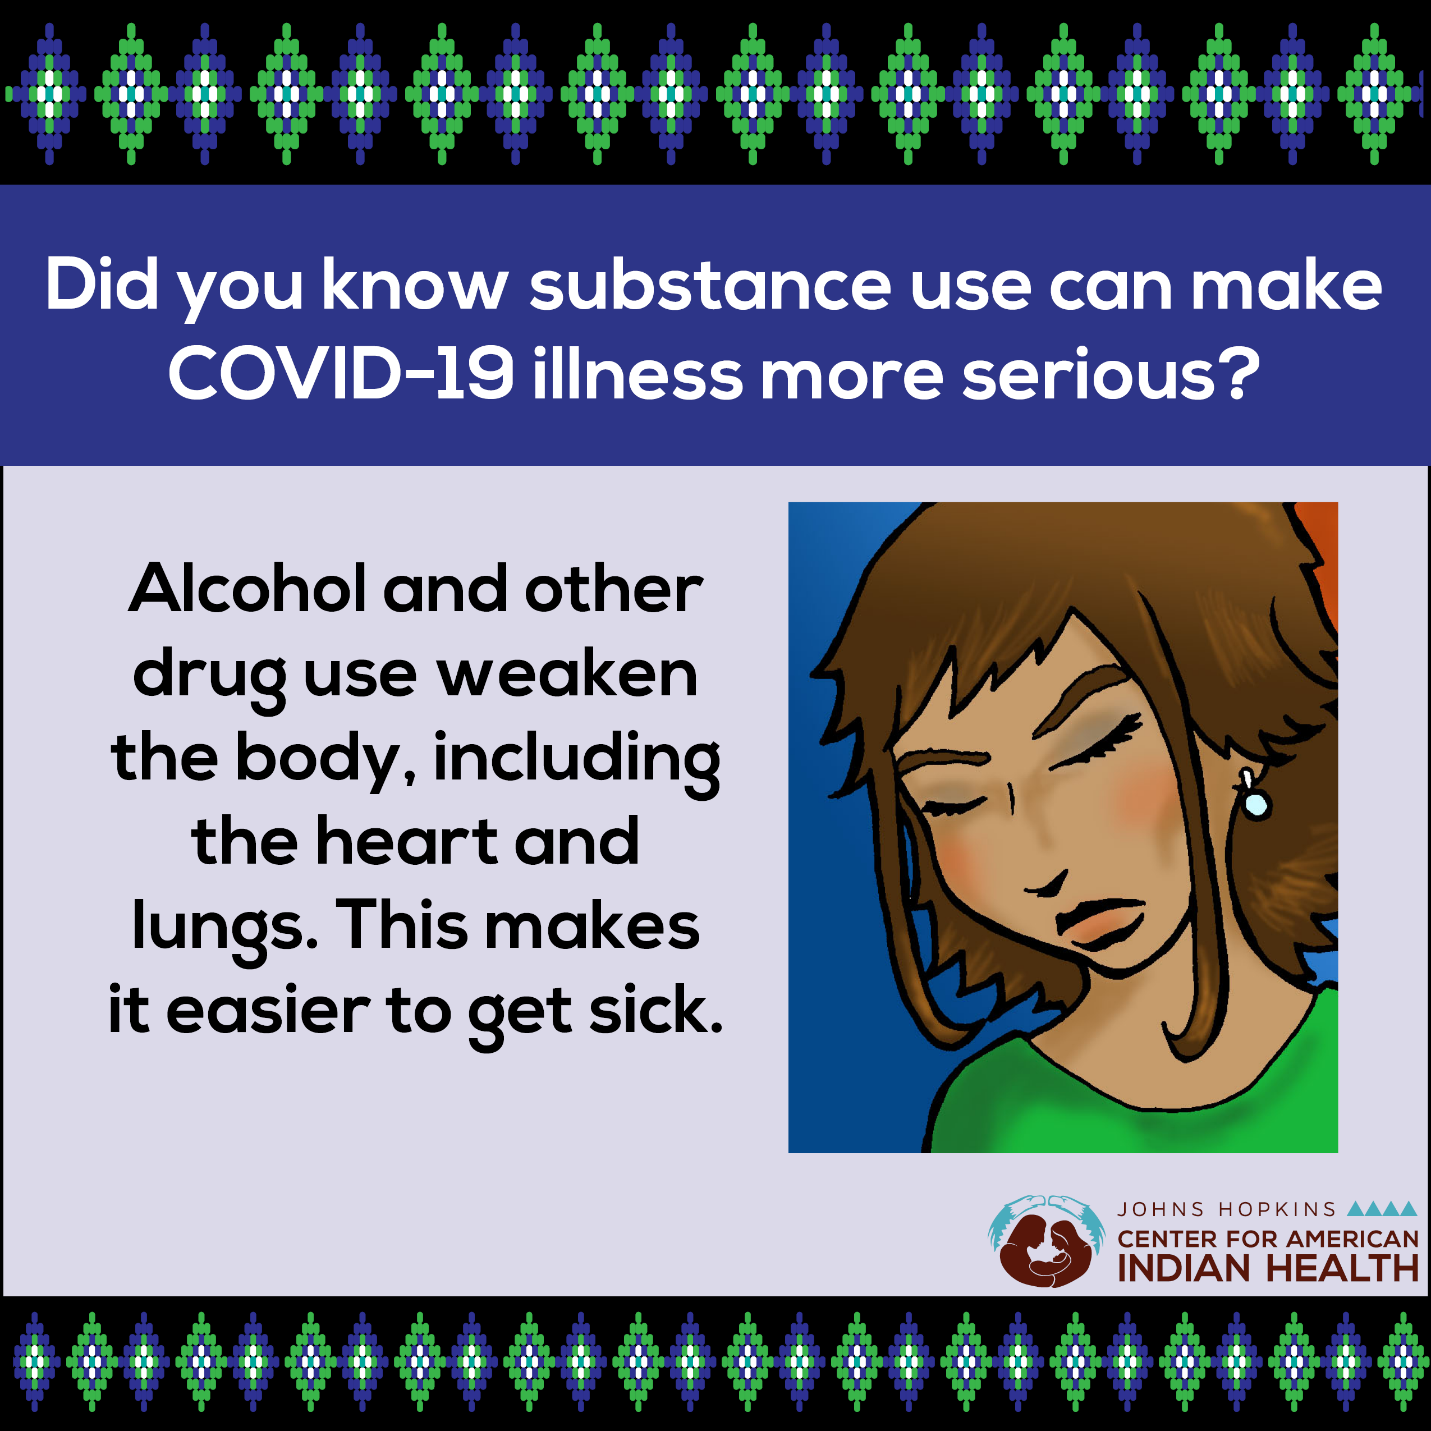 Did you know substance use can make
COVID-19 illness more serious?
Alcohol and other
drug use weaken
the body, including
the heart and
lungs. This makes
it easier to get sick.
JOHNS HOPKINS
CENTER FOR AMERICAN
INDIAN HEALTH